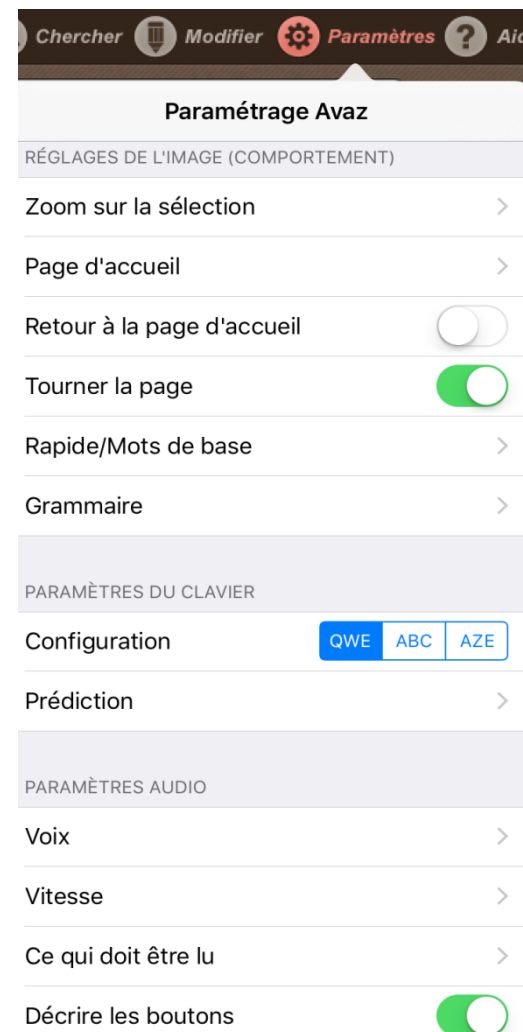 Chercher Modifier Paramètres ? Aid
Paramétrage Avaz
RÉGLAGES DE L'IMAGE (COMPORTEMENT)
Zoom sur la sélection
Page d'accueil
Retour à la page d'accueil
Tourner la page
Rapide/Mots de base
Grammaire
PARAMÈTRES DU CLAVIER
Configuration QWE ABC AZE
Prédiction
PARAMÈTRES AUDIO
Voix
Vitesse
Ce qui doit être lu
Décrire les boutons